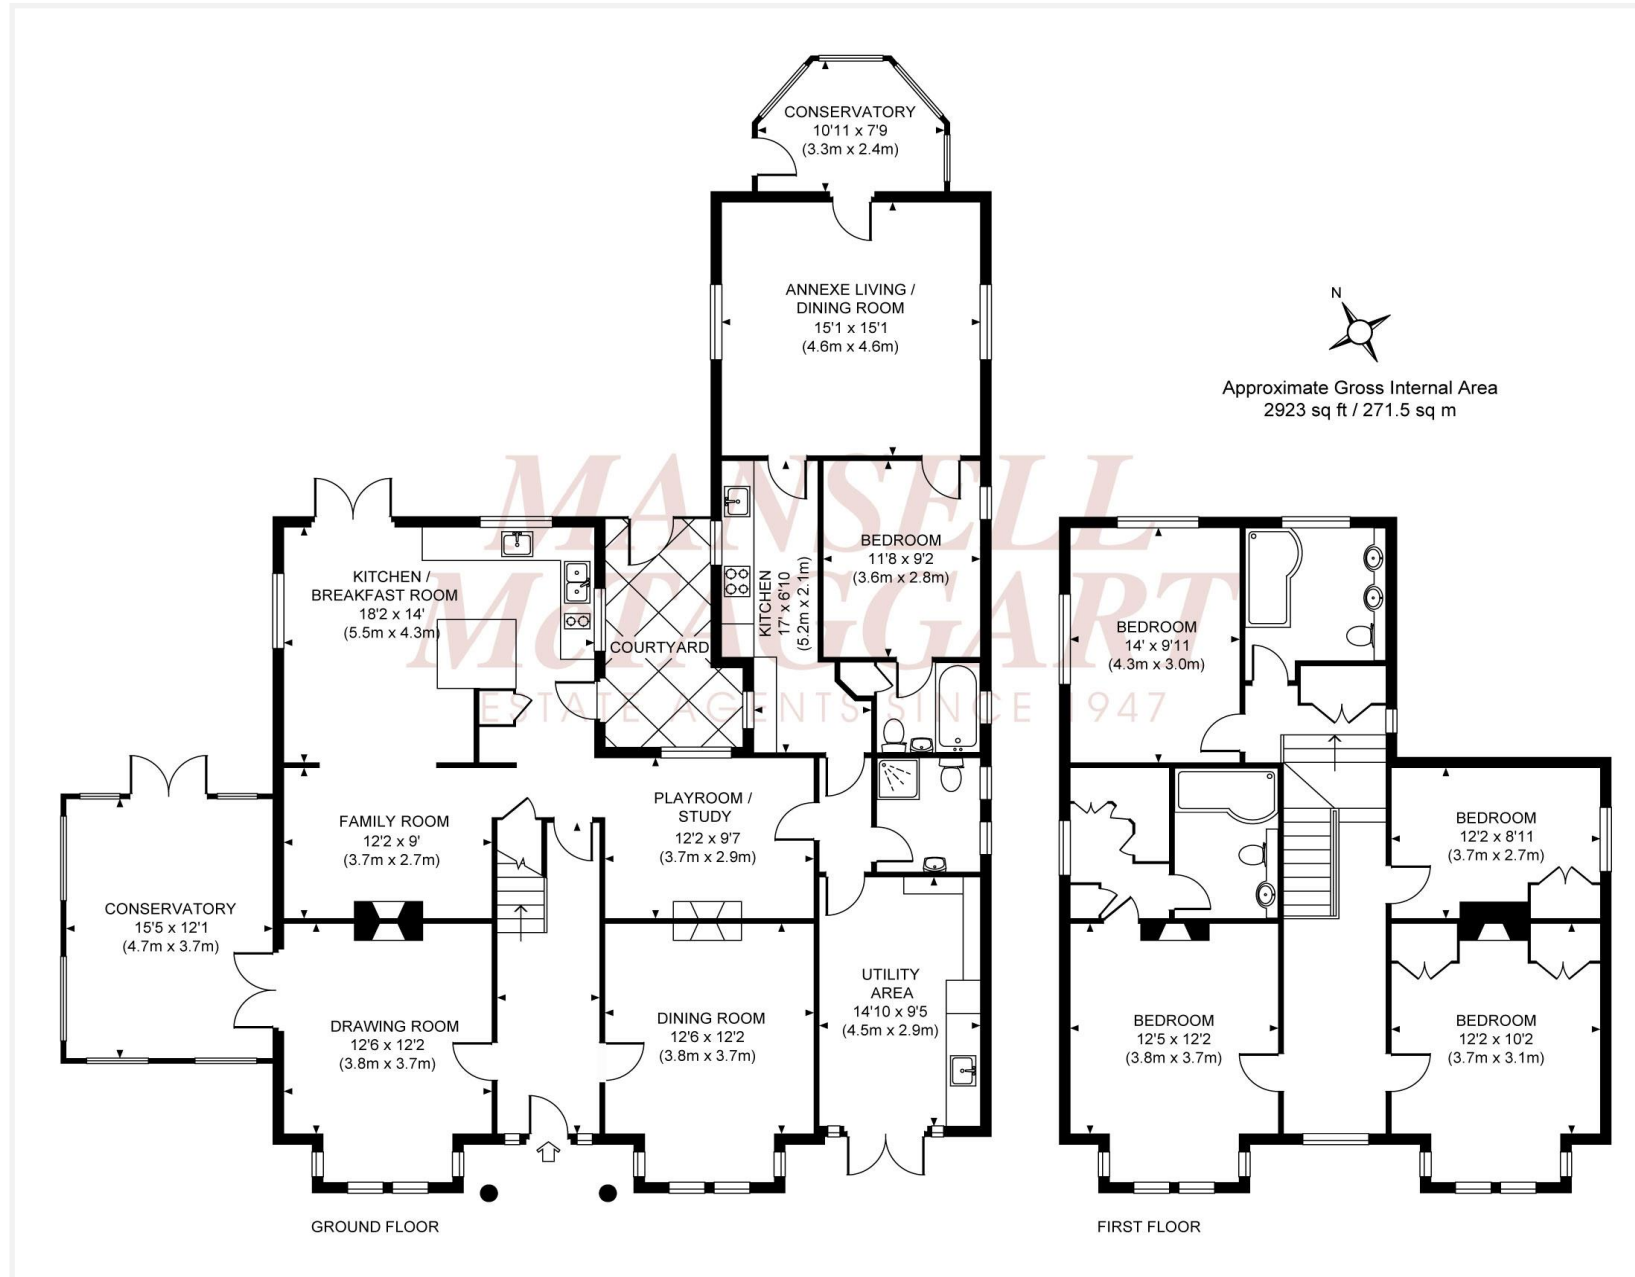 CONSERVATORY
10'11 x 7'9
(3.3m x 2.4m)
ANNEXE LIVING /
DINING ROOM
15'1 x 15'1
(4.6m x 4.6m)
N
Approximate Gross Internal Area
2923 sq ft / 271.5 sq m
MANSELL
McTAGGART
ESTATE AGENTS SINCE 1947
KITCHEN /
BREAKFAST ROOM
18'2 x 14'
(5.5m x 4.3m)
COURTYARD
KITCHEN
17' x 6'10
(5.2m x 2.1m)
BEDROOM
11'8 x 9'2
(3.6m x 2.8m)
FAMILY ROOM
12'2 x 9'
(3.7m x 2.7m)
PLAYROOM /
STUDY
12'2 x 9'7
(3.7m x 2.9m)
CONSERVATORY
15'5 x 12'1
(4.7m x 3.7m)
DRAWING ROOM
12'6 x 12'2
(3.8m x 3.7m)
DINING ROOM
12'6 x 12'2
(3.8m x 3.7m)
UTILITY
AREA
14'10 x 9'5
(4.5m x 2.9m)
GROUND FLOOR
BEDROOM
14' x 9'11
(4.3m x 3.0m)
BEDROOM
12'2 x 8'11
(3.7m x 2.7m)
BEDROOM
12'5 x 12'2
(3.8m x 3.7m)
BEDROOM
12'2 x 10'2
(3.7m x 3.1m)
FIRST FLOOR